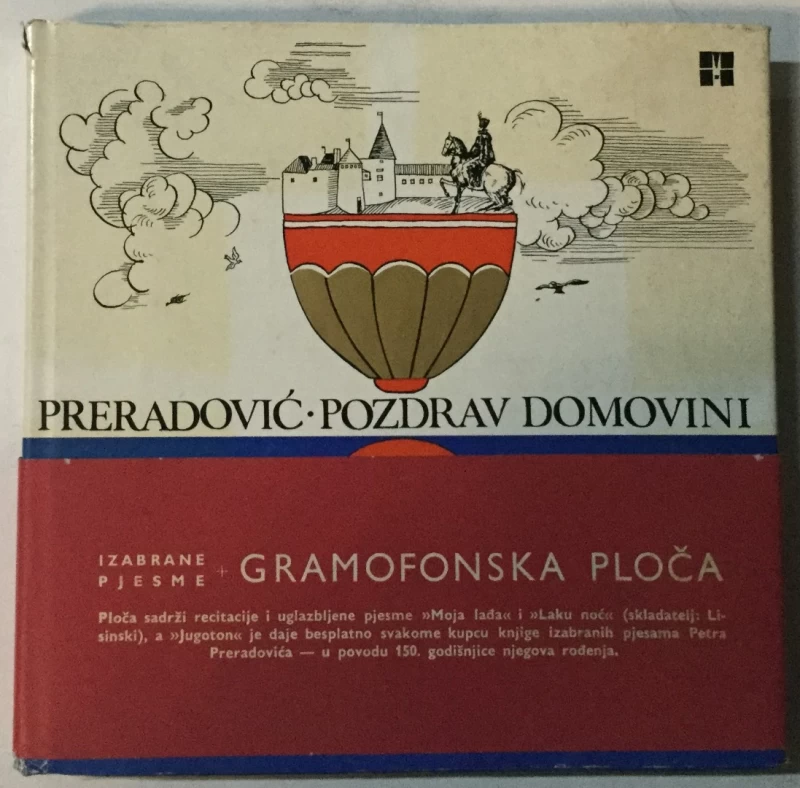 PRERADOVIĆ·POZDRAV DOMOVINI
IZABRANE
PJESME + GRAMOFONSKA PLOČA
Ploča sadrži recitacije i uglazbljene pjesme »Moja lađa« i »Laku noć« (skladatelj: Li-
sinski), a »Jugoton« je daje besplatno svakome kupcu knjige izabranih pjesama Petra
Preradovića — u povodu 150. godišnjice njegova rođenja.